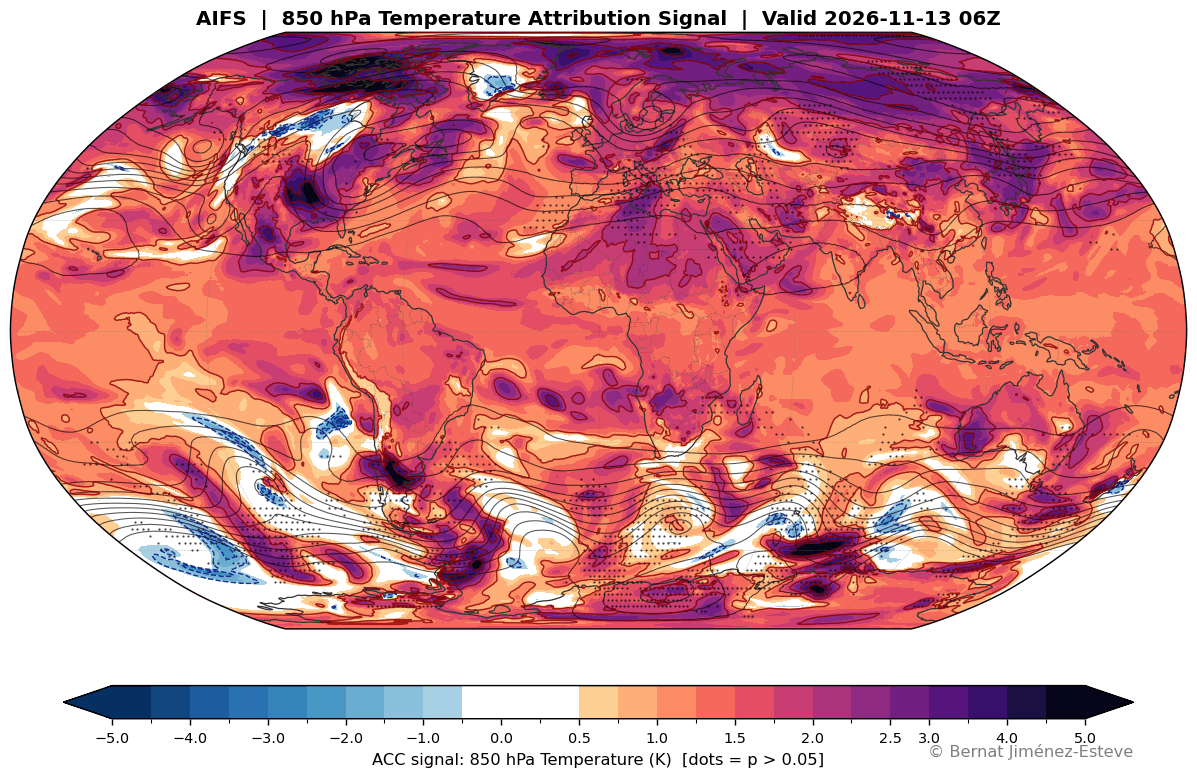 AIFS | 850 hPa Temperature Attribution Signal | Valid 2026-11-13 06Z
−5.0 −4.0 −3.0 −2.0 −1.0 0.0 0.5 1.0 1.5 2.0 2.5 3.0 4.0 5.0
ACC signal: 850 hPa Temperature (K) [dots = p > 0.05]
© Bernat Jiménez-Esteve